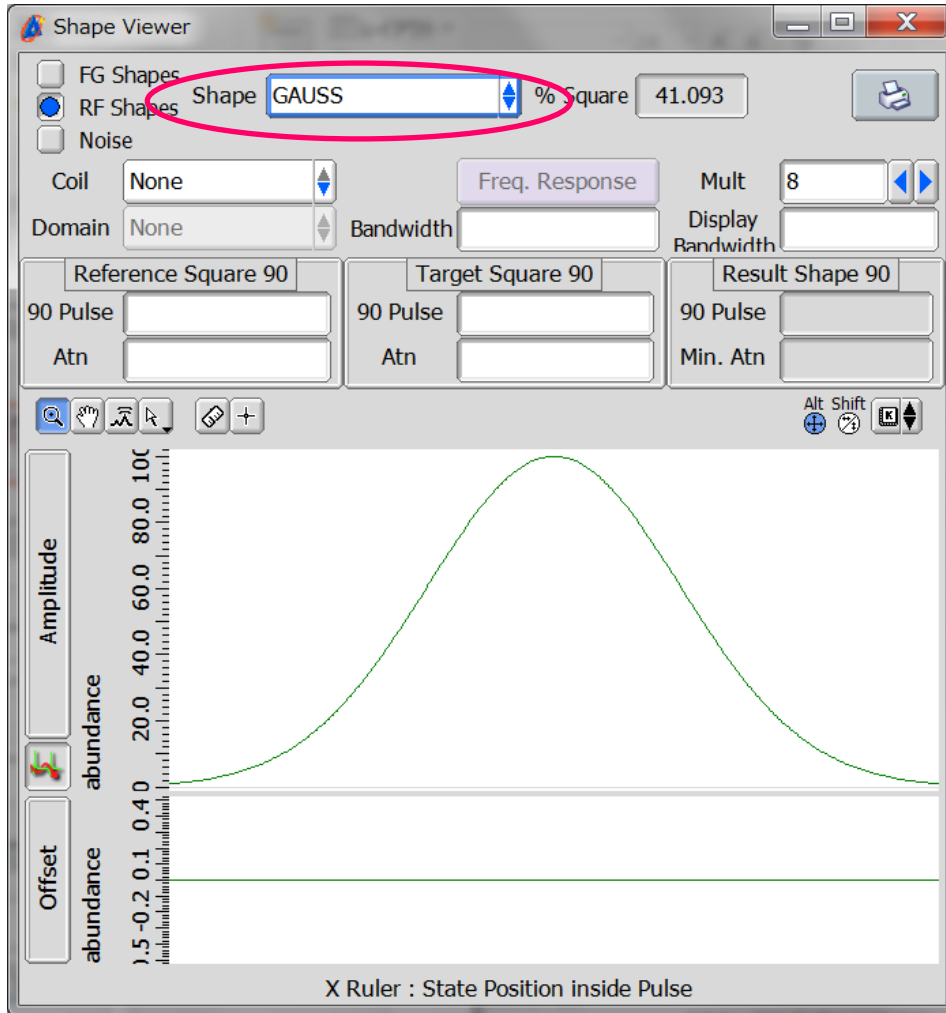 Shape Viewer
FG Shapes
RF Shapes
Noise
Shape GAUSS % Square 41.093
Coil None Freq. Response Mult 8
Domain None Bandwidth Display Bandwidth
Reference Square 90 Target Square 90 Result Shape 90
90 Pulse 90 Pulse 90 Pulse
Atn Atn Min. Atn
Alt Shift
K
Amplitude
abundance
100
80.0
60.0
40.0
20.0
0
Offset
abundance
0.4
0.1
-0.2
X Ruler : State Position inside Pulse